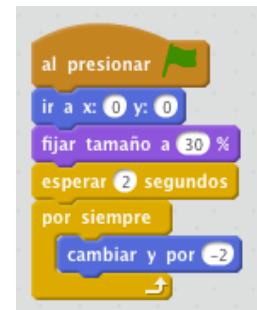 al presionar
ir a x: 0 y: 0
fijar tamaño a 30 %
esperar 2 segundos
por siempre
cambiar y por -2